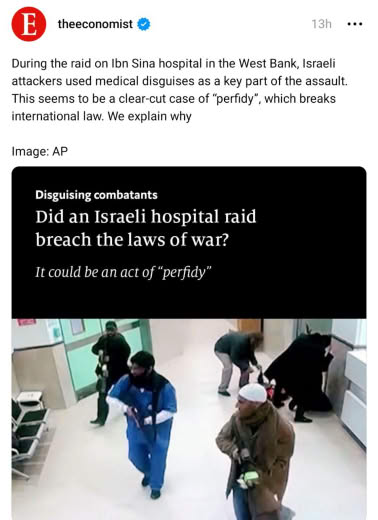 E
theeconomist
13h
During the raid on Ibn Sina hospital in the West Bank, Israeli
attackers used medical disguises as a key part of the assault.
This seems to be a clear-cut case of “perfidy”, which breaks
international law. We explain why
Image: AP
Disguising combatants
Did an Israeli hospital raid
breach the laws of war?
It could be an act of “perfidy”